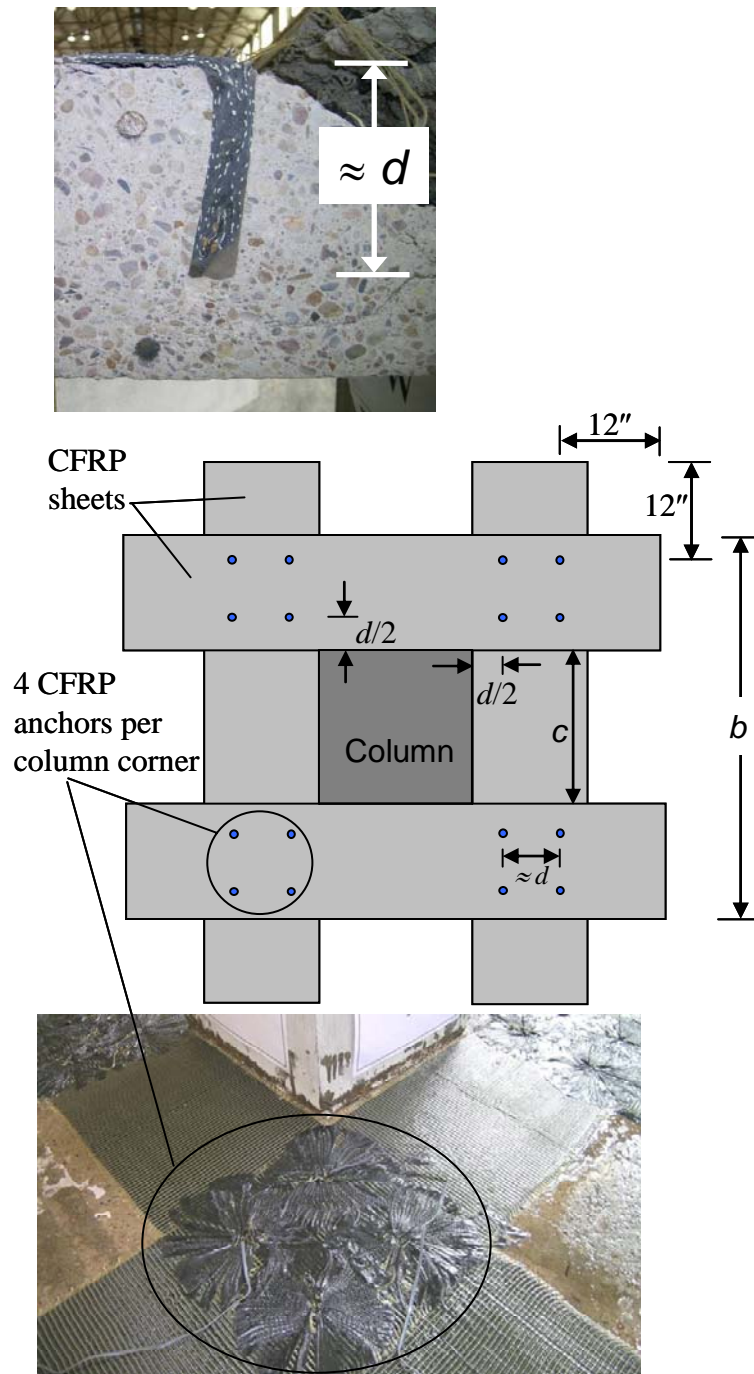 ≈ d
12″
CFRP
sheets
12″
d/2
4 CFRP
anchors per
column corner
d/2
c
b
Column
≈ d